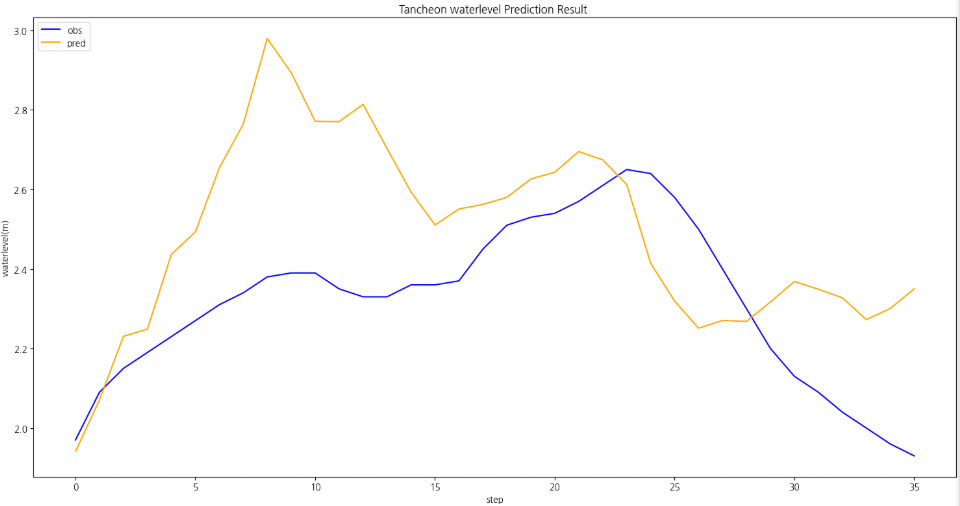 Tancheon waterlevel Prediction Result
obs
pred
waterlevel(m)
3.0
2.8
2.6
2.4
2.2
2.0
0 5 10 15 20 25 30 35
step